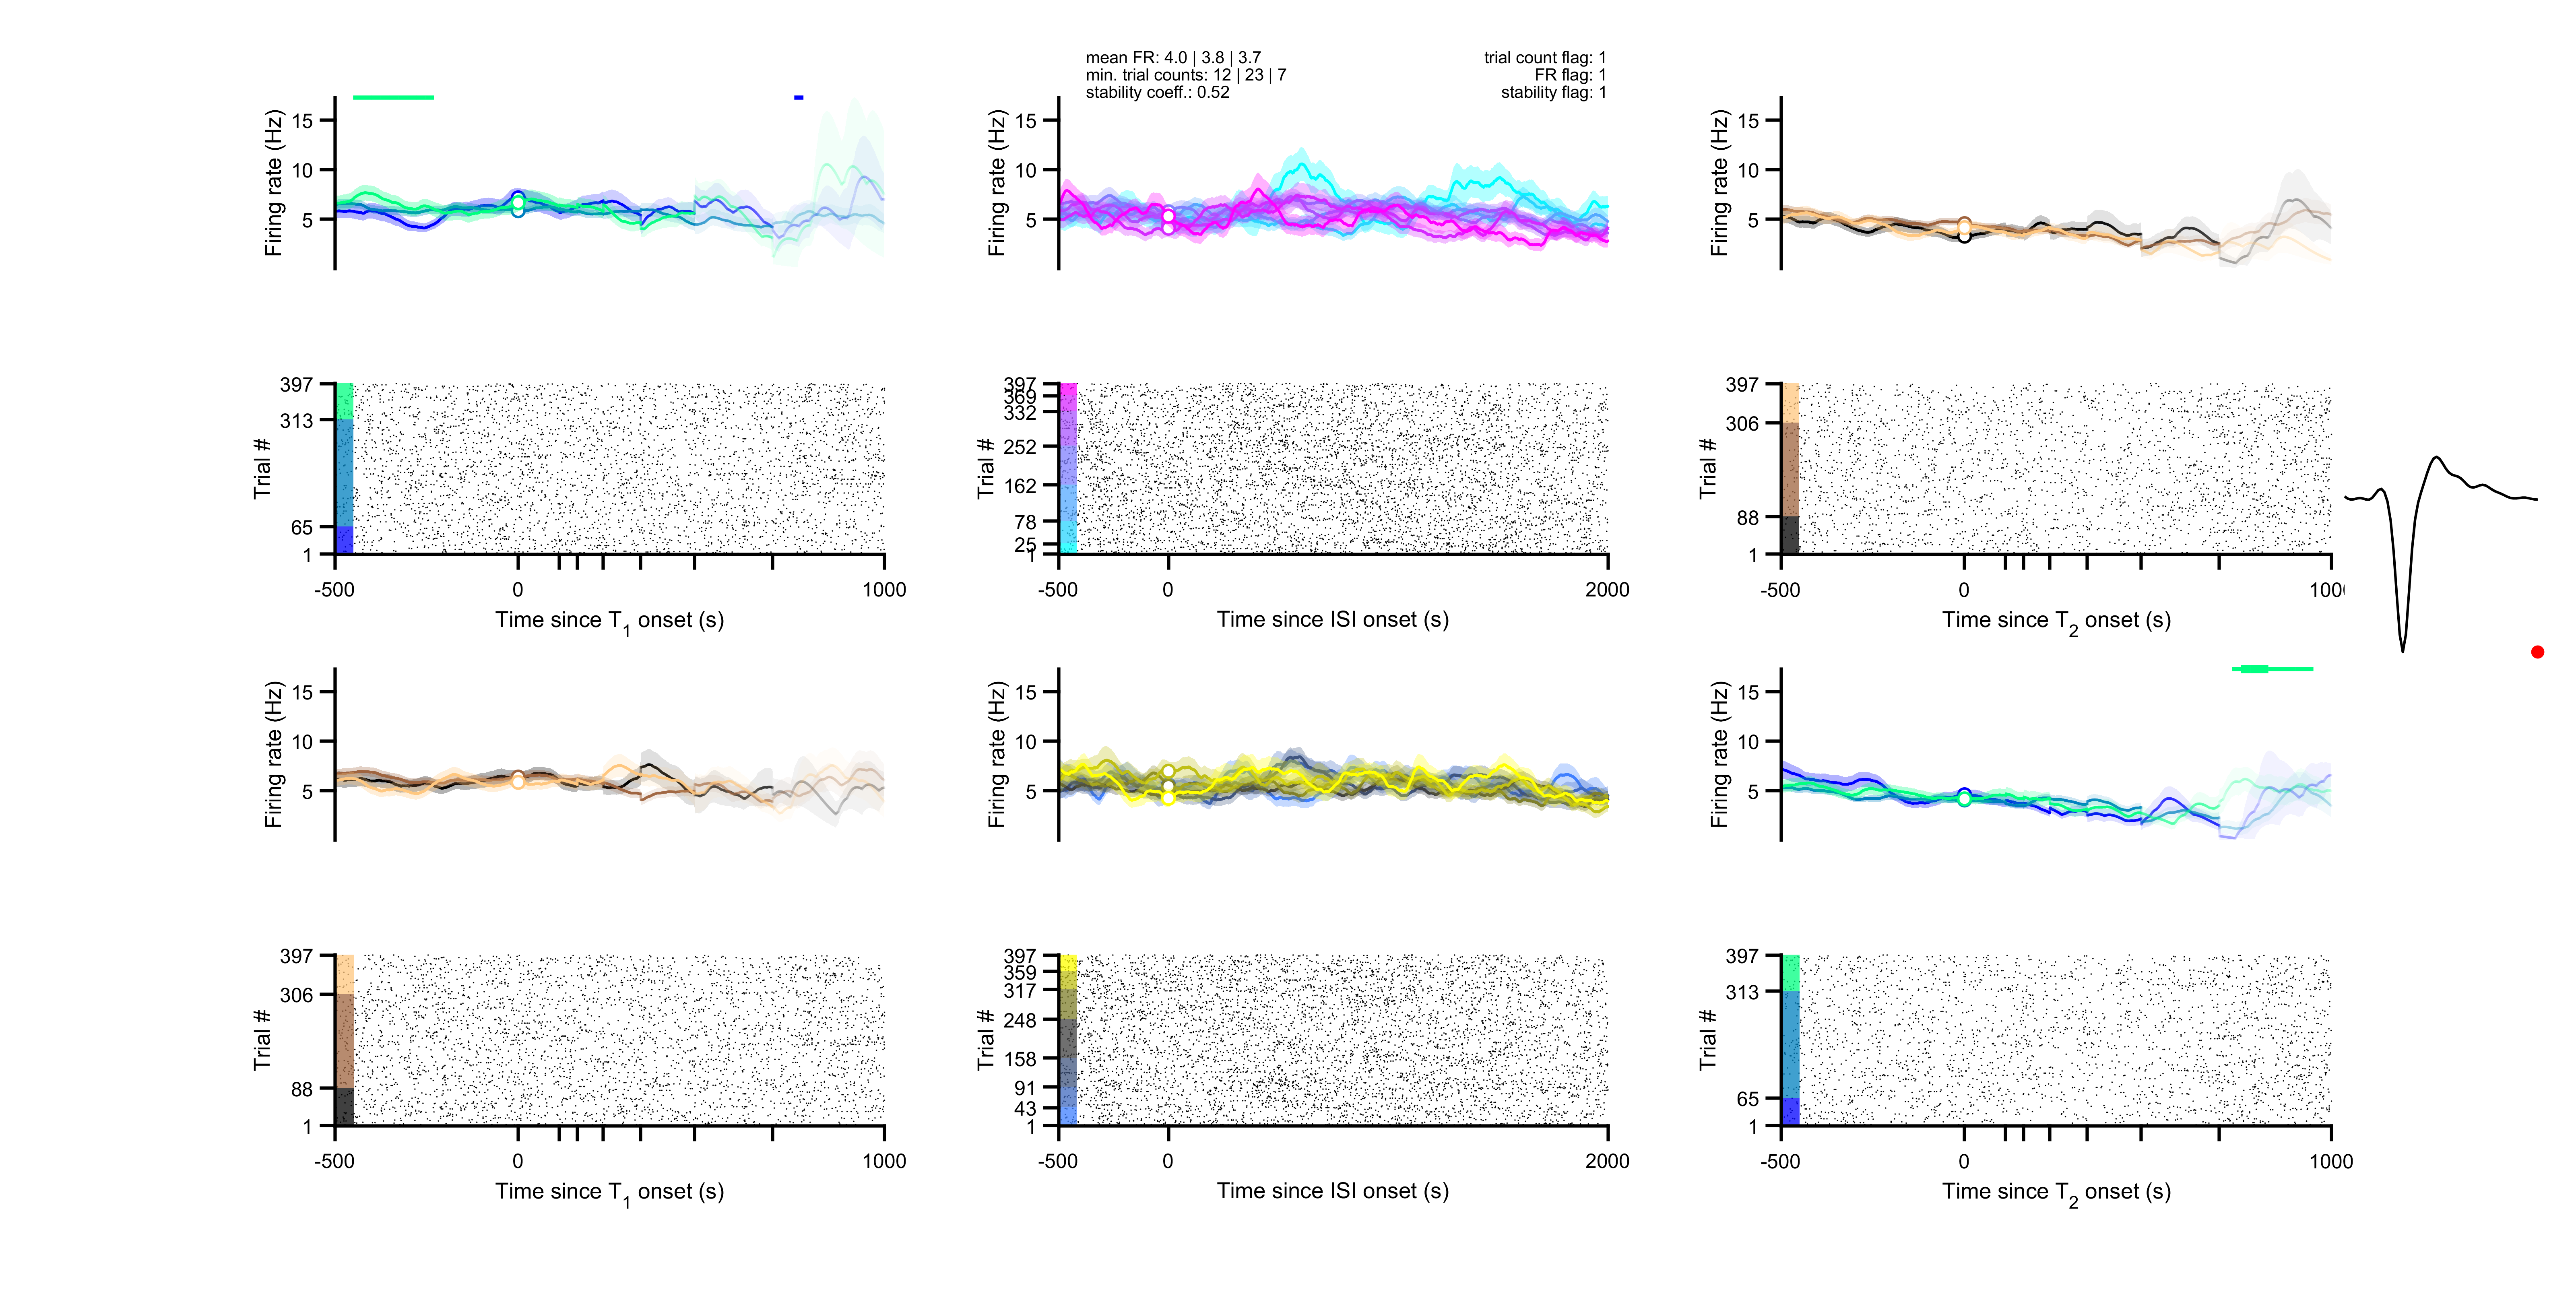 mean FR: 4.0 | 3.8 | 3.7
min. trial counts: 12 | 23 | 7
stability coeff.: 0.52
trial count flag: 1
FR flag: 1
stability flag: 1
Firing rate (Hz)
15
10
5
Firing rate (Hz)
15
10
5
Firing rate (Hz)
15
10
5
Trial #
397
313
65
1
-500
0
1000
Time since T1 onset (s)
Trial #
397
369
332
252
162
78
25
1
-500
0
2000
Time since ISI onset (s)
Trial #
397
306
88
1
-500
0
100
Time since T2 onset (s)
Firing rate (Hz)
15
10
5
Firing rate (Hz)
15
10
5
Firing rate (Hz)
15
10
5
Trial #
397
306
88
1
-500
0
1000
Time since T1 onset (s)
Trial #
397
359
317
248
158
91
43
1
-500
0
2000
Time since ISI onset (s)
Trial #
397
313
65
1
-500
0
1000
Time since T2 onset (s)